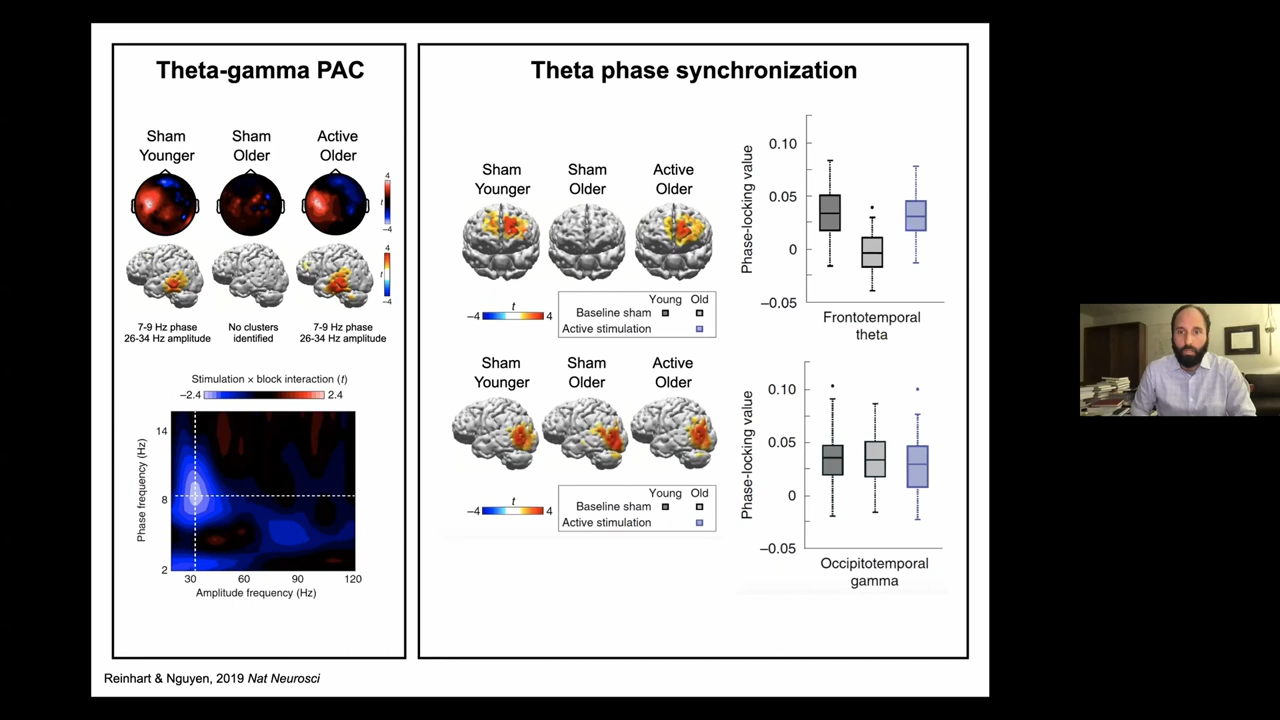 Theta-gamma PAC
Sham
Younger
Sham
Older
Active
Older
4
t
−4
4
t
−4
7-9 Hz phase
26-34 Hz amplitude
No clusters
identified
7-9 Hz phase
26-34 Hz amplitude
Stimulation × block interaction (t)
−2.4
2.4
Phase frequency (Hz)
14
8
2
30
60
90
120
Amplitude frequency (Hz)
Theta phase synchronization
Sham
Younger
Sham
Older
Active
Older
t
−4
4
Young Old
Baseline sham
Active stimulation
Phase-locking value
0.10
0.05
0
−0.05
Frontotemporal
theta
Sham
Younger
Sham
Older
Active
Older
t
−4
4
Young Old
Baseline sham
Active stimulation
Phase-locking value
0.10
0.05
0
−0.05
Occipitotemporal
gamma
Reinhart & Nguyen, 2019 Nat Neurosci